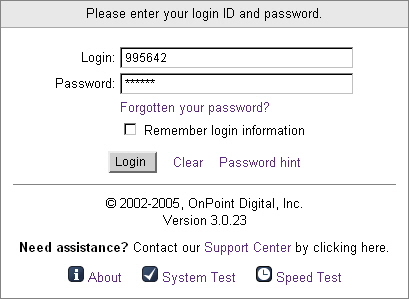 Please enter your login ID and password.
Login: 995642
Password: ******
Forgotten your password?
Remember login information
Login Clear Password hint
© 2002-2005, OnPoint Digital, Inc.
Version 3.0.23
Need assistance? Contact our Support Center by clicking here.
About System Test Speed Test